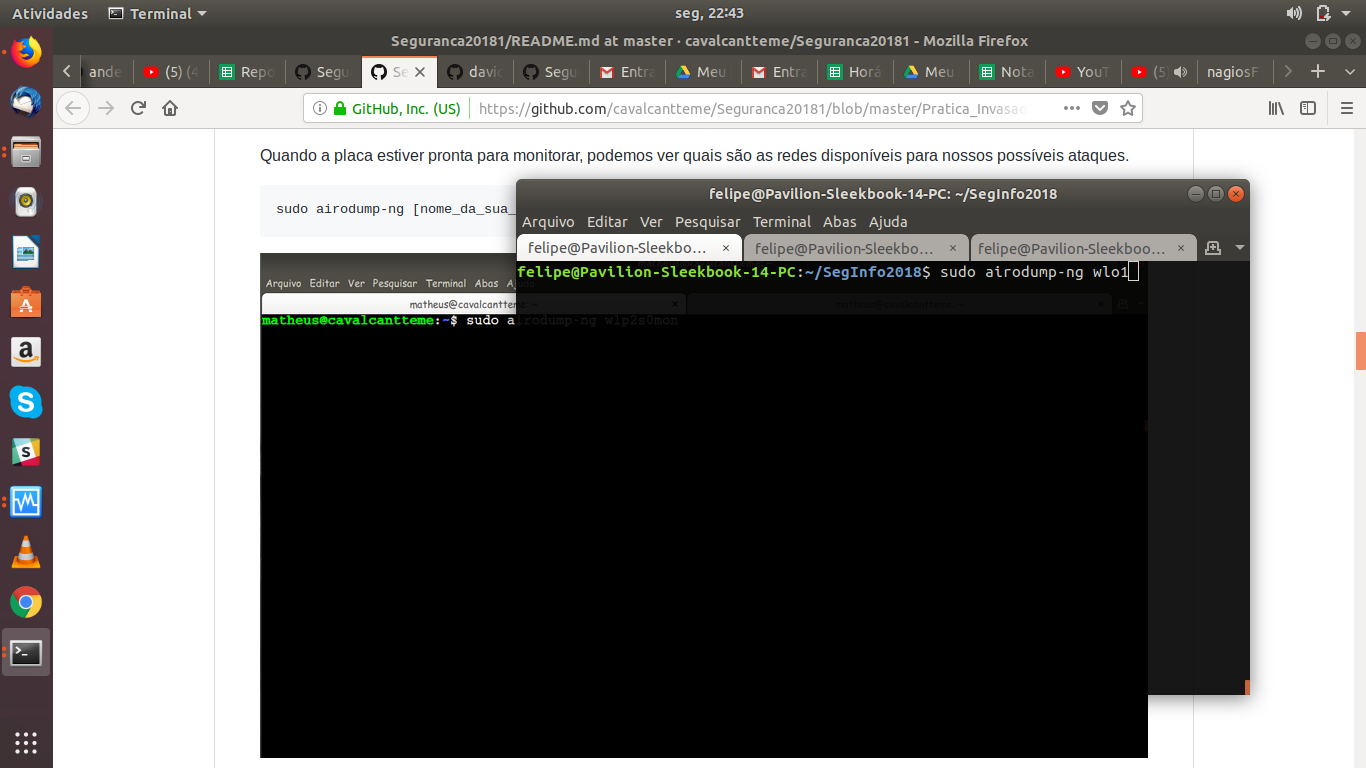 Atividades Terminal seg, 22:43
Seguranca20181/README.md at master · cavalcantteme/Seguranca20181 - Mozilla Firefox
ande (5) (4 Repo Segu Se davic Segu Entra Meu Entra Horá Meu Nota YouT (5) nagiosF
GitHub, Inc. (US) https://github.com/cavalcantteme/Seguranca20181/blob/master/Pratica_Invasao
Quando a placa estiver pronta para monitorar, podemos ver quais são as redes disponíveis para nossos possíveis ataques.
sudo airodump-ng [nome_da_sua_
Arquivo Editar Ver Pesquisar Terminal Abas
matheus@cavalcantteme: ~
matheus@cavalcantteme: ~
matheus@cavalcantteme:~$ sudo airodump-ng wlp2s0mon
felipe@Pavilion-Sleekbook-14-PC: ~/SegInfo2018
Arquivo Editar Ver Pesquisar Terminal Abas Ajuda
felipe@Pavilion-Sleekbo... felipe@Pavilion-Sleekbo... felipe@Pavilion-Sleekboo...
felipe@Pavilion-Sleekbook-14-PC:~/SegInfo2018$ sudo airodump-ng wlo1